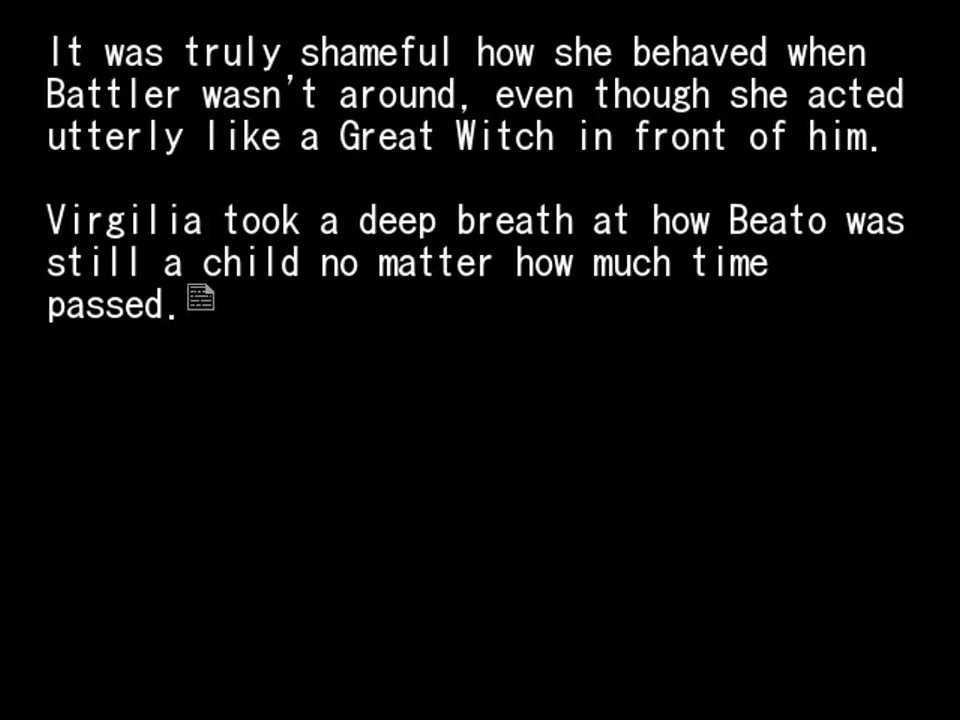 It was truly shameful how she behaved when
Battler wasn't around, even though she acted
utterly like a Great Witch in front of him.
Virgilia took a deep breath at how Beato was
still a child no matter how much time
passed.